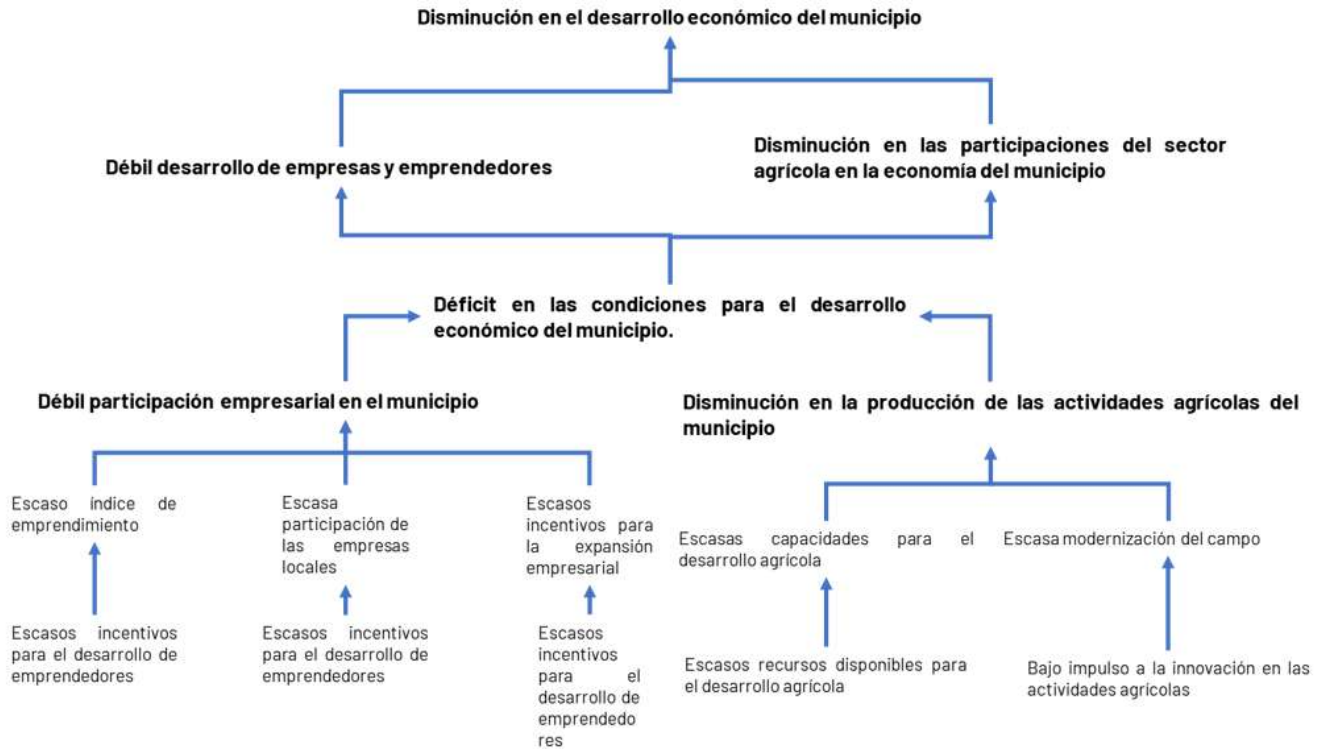 Disminución en el desarrollo económico del municipio
Débil desarrollo de empresas y emprendedores
Disminución en las participaciones del sector
agrícola en la economía del municipio
Déficit en las condiciones para el desarrollo
económico del municipio.
Débil participación empresarial en el municipio
Disminución en la producción de las actividades agrícolas del
municipio
Escaso índice de
emprendimiento
Escasa
participación de
las empresas
locales
Escasos
incentivos para
la expansión
empresarial
Escasas capacidades para el
desarrollo agrícola
Escasa modernización del campo
Escasos incentivos
para el desarrollo de
emprendedores
Escasos incentivos
para el desarrollo de
emprendedores
Escasos
incentivos
para el
desarrollo de
emprendedo
res
Escasos recursos disponibles para
el desarrollo agrícola
Bajo impulso a la innovación en las
actividades agrícolas